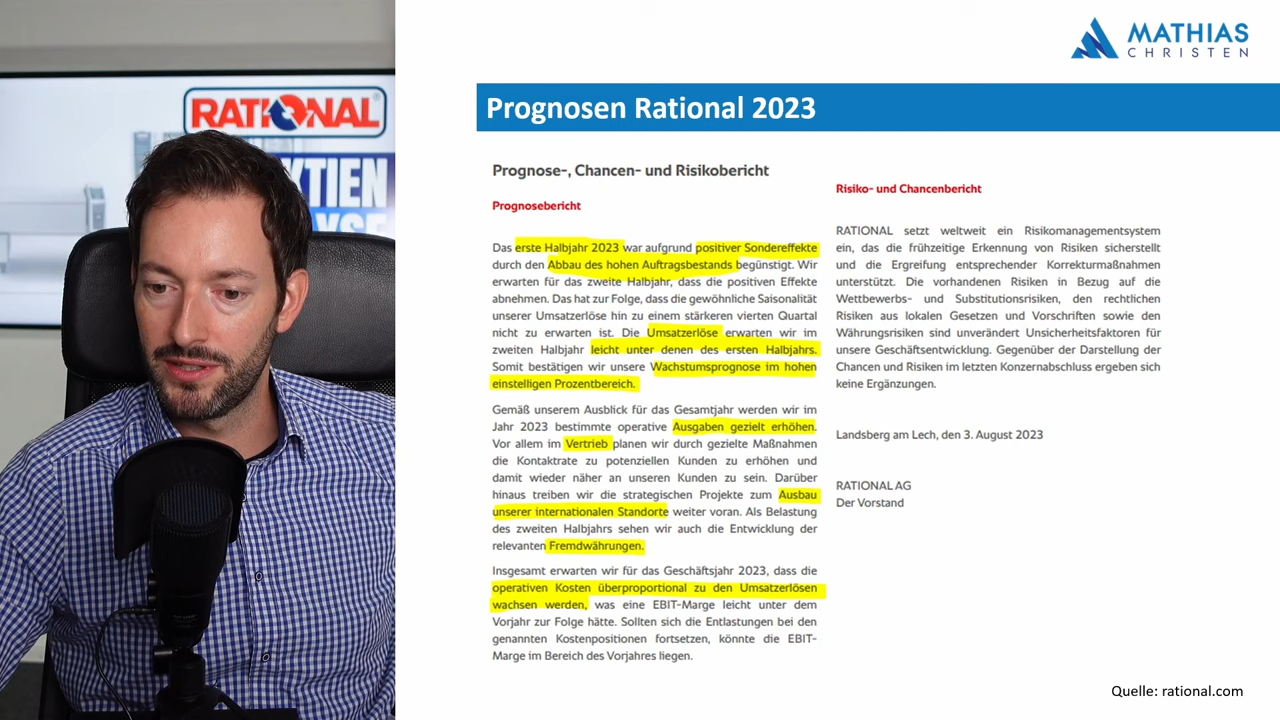 MATHIAS
CHRISTEN
RATIONAL
KTIEN
Prognosen Rational 2023
Prognose-, Chancen- und Risikobericht
Prognosebericht
Das erste Halbjahr 2023 war aufgrund positiver Sondereffekte
durch den Abbau des hohen Auftragsbestands begünstigt. Wir
erwarten für das zweite Halbjahr, dass die positiven Effekte
abnehmen. Das hat zur Folge, dass die gewöhnliche Saisonalität
unserer Umsatzerlöse hin zu einem stärkeren vierten Quartal
nicht zu erwarten ist. Die Umsatzerlöse erwarten wir im
zweiten Halbjahr leicht unter denen des ersten Halbjahrs.
Somit bestätigen wir unsere Wachstumsprognose im hohen
einstelligen Prozentbereich.
Gemäß unserem Ausblick für das Gesamtjahr werden wir im
Jahr 2023 bestimmte operative Ausgaben gezielt erhöhen.
Vor allem im Vertrieb planen wir durch gezielte Maßnahmen
die Kontaktrate zu potenziellen Kunden zu erhöhen und
damit wieder näher an unseren Kunden zu sein. Darüber
hinaus treiben wir die strategischen Projekte zum Ausbau
unserer internationalen Standorte weiter voran. Als Belastung
des zweiten Halbjahrs sehen wir auch die Entwicklung der
relevanten Fremdwährungen.
Insgesamt erwarten wir für das Geschäftsjahr 2023, dass die
operativen Kosten überproportional zu den Umsatzerlösen
wachsen werden, was eine EBIT-Marge leicht unter dem
Vorjahr zur Folge hätte. Sollten sich die Entlastungen bei den
genannten Kostenpositionen fortsetzen, könnte die EBIT-
Marge im Bereich des Vorjahres liegen.
Risiko- und Chancenbericht
RATIONAL setzt weltweit ein Risikomanagementsystem
ein, das die frühzeitige Erkennung von Risiken sicherstellt
und die Ergreifung entsprechender Korrekturmaßnahmen
unterstützt. Die vorhandenen Risiken in Bezug auf die
Wettbewerbs- und Substitutionsrisiken, den rechtlichen
Risiken aus lokalen Gesetzen und Vorschriften sowie den
Währungsrisiken sind unverändert Unsicherheitsfaktoren für
unsere Geschäftsentwicklung. Gegenüber der Darstellung der
Chancen und Risiken im letzten Konzernabschluss ergeben sich
keine Ergänzungen.
Landsberg am Lech, den 3. August 2023
RATIONAL AG
Der Vorstand
Quelle: rational.com